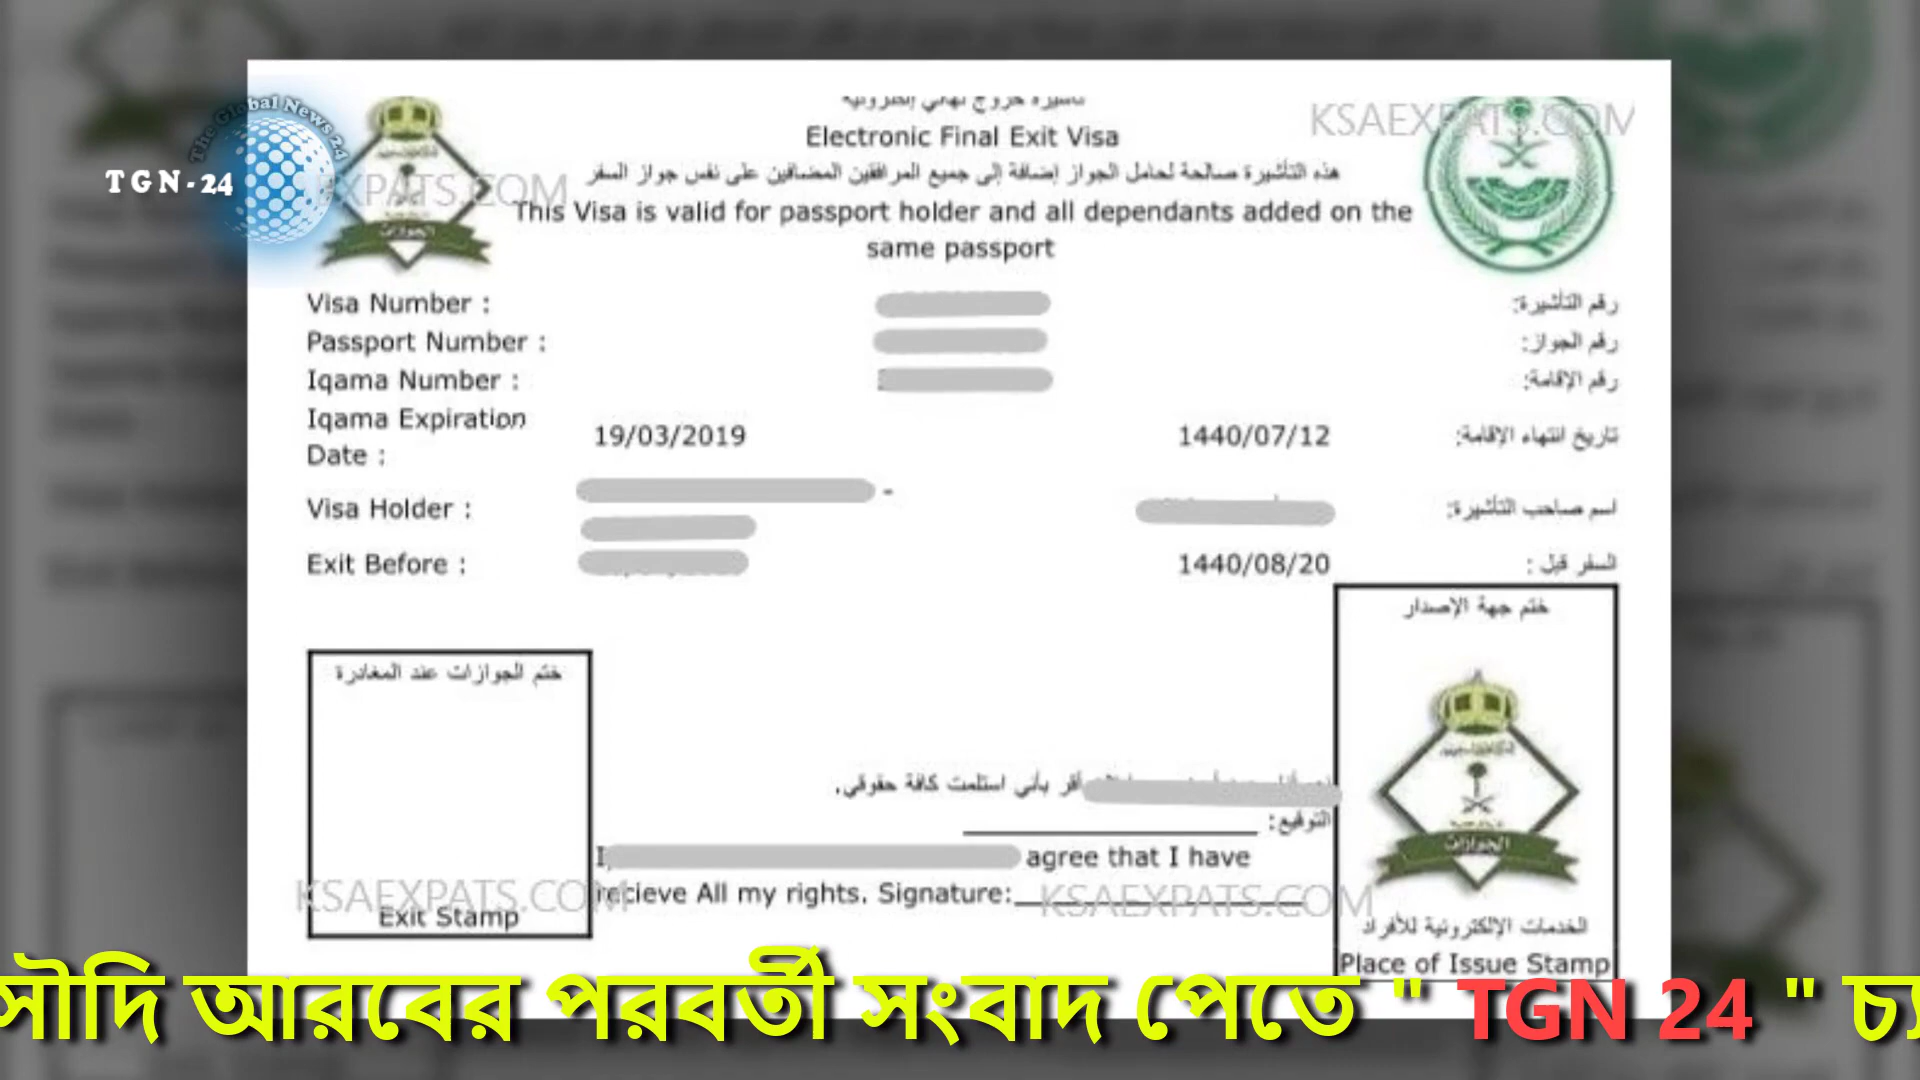 The Global News 24
TGN-24
تأشيرة خروج نهائي إلكترونية
KSAEXPATS.COM
Electronic Final Exit Visa
هذه التأشيرة صالحة لحامل الجواز إضافة إلى جميع المرافقين المضافين على نفس جواز السفر
EXPATS.COM
This Visa is valid for passport holder and all dependants added on the
same passport
Visa Number : رقم التأشيرة:
Passport Number : رقم الجواز:
Iqama Number : رقم الإقامة:
Iqama Expiration
Date : 19/03/2019 1440/07/12 تاريخ انتهاء الإقامة:
Visa Holder : - اسم صاحب التأشيرة:
Exit Before : 1440/08/20 السفر قبل :
ختم جهة الإصدار
ختم الجوازات عند المغادرة
أقر بأني استلمت كافة حقوقي.
التوقيع:
I, agree that I have
recieve All my rights. Signature:
KSAEXPATS.COM KSAEXPATS.COM
Exit Stamp
الجوازات
الجوازات
الخدمات الإلكترونية للأفراد
Place of Issue Stamp
সৌদি আরবের পরবর্তী সংবাদ পেতে " TGN 24 " চ্য